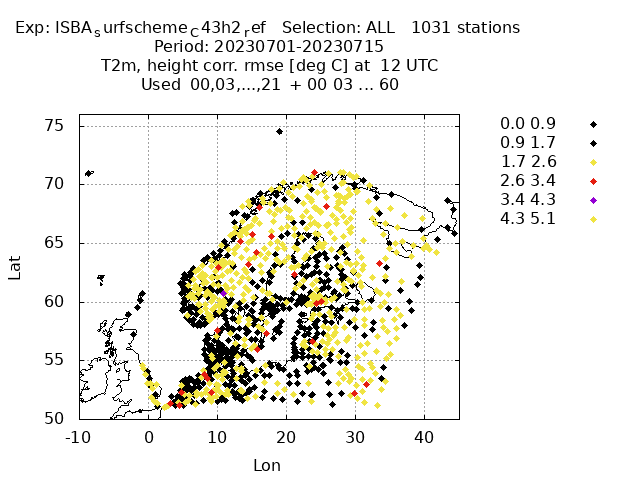 Exp: ISBAsurfschemeC43h2ref   Selection: ALL   1031 stations
Period: 20230701-20230715
T2m, height corr. rmse [deg C] at  12 UTC
Used  00,03,...,21  + 00 03 ... 60
75
70
65
60
55
50
-10 0 10 20 30 40
Lat
Lon
0.0 0.9
0.9 1.7
1.7 2.6
2.6 3.4
3.4 4.3
4.3 5.1